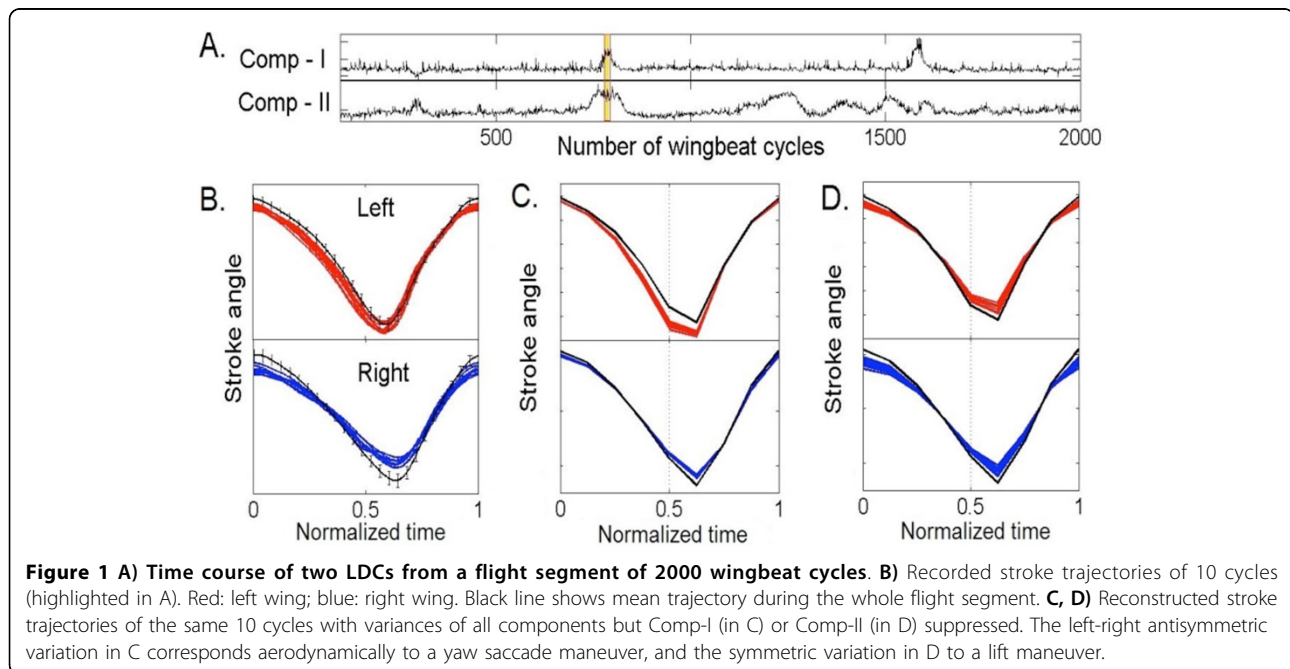 A.
Comp - I
Comp - II
500
1500
2000
Number of wingbeat cycles
B.
Left
Right
Stroke angle
0
0.5
1
Normalized time
C.
Stroke angle
0
0.5
1
Normalized time
D.
Stroke angle
0
0.5
1
Normalized time
Figure 1 A) Time course of two LDCs from a flight segment of 2000 wingbeat cycles. B) Recorded stroke trajectories of 10 cycles
(highlighted in A). Red: left wing; blue: right wing. Black line shows mean trajectory during the whole flight segment. C, D) Reconstructed stroke
trajectories of the same 10 cycles with variances of all components but Comp-I (in C) or Comp-II (in D) suppressed. The left-right antisymmetric
variation in C corresponds aerodynamically to a yaw saccade maneuver, and the symmetric variation in D to a lift maneuver.